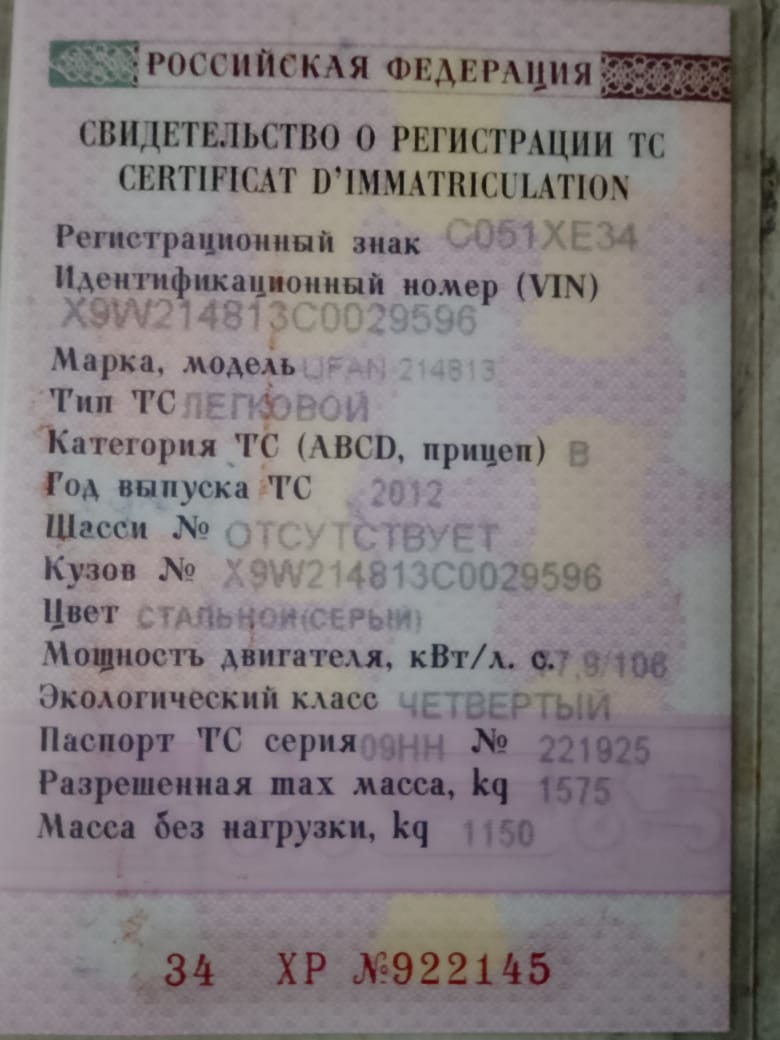 РОССИЙСКАЯ ФЕДЕРАЦИЯ
СВИДЕТЕЛЬСТВО О РЕГИСТРАЦИИ ТС
CERTIFICAT D'IMMATRICULATION
Регистрационный знак С051ХЕ34
Идентификационный номер (VIN)
X9W214813C0029596
Марка, модель LIFAN 214813
Тип ТС ЛЕГКОВОЙ
Категория ТС (ABCD, прицеп) B
Год выпуска ТС 2012
Шасси № ОТСУТСТВУЕТ
Кузов № X9W214813C0029596
Цвет СТАЛЬНОЙ(СЕРЫЙ)
Мощность двигателя, кВт/л. с. 7,9/106
Экологический класс ЧЕТВЕРТЫЙ
Паспорт ТС серия 09НН № 221925
Разрешенная max масса, kq 1575
Масса без нагрузки, kq 1150
34 ХР №922145